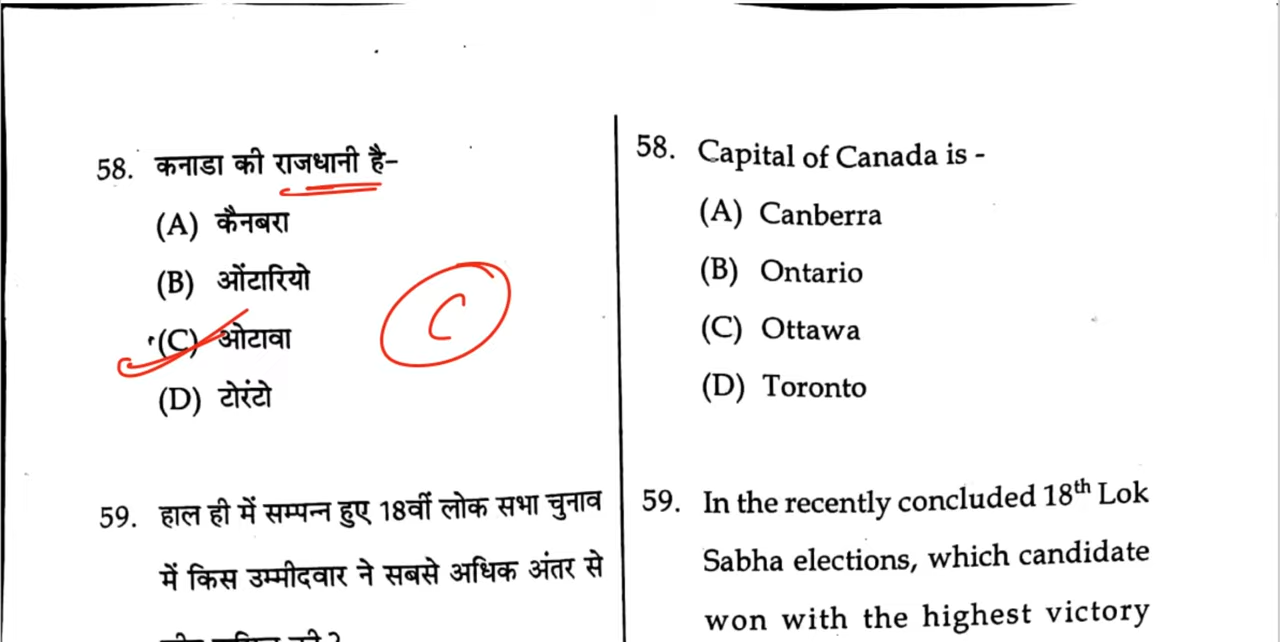 58. कनाडा की राजधानी है-
(A) कैनबरा
(B) ओंटारियो
(C) ओटावा
(D) टोरंटो
C
59. हाल ही में सम्पन्न हुए 18वीं लोक सभा चुनाव
में किस उम्मीदवार ने सबसे अधिक अंतर से
58. Capital of Canada is -
(A) Canberra
(B) Ontario
(C) Ottawa
(D) Toronto
59. In the recently concluded 18th Lok
Sabha elections, which candidate
won with the highest victory